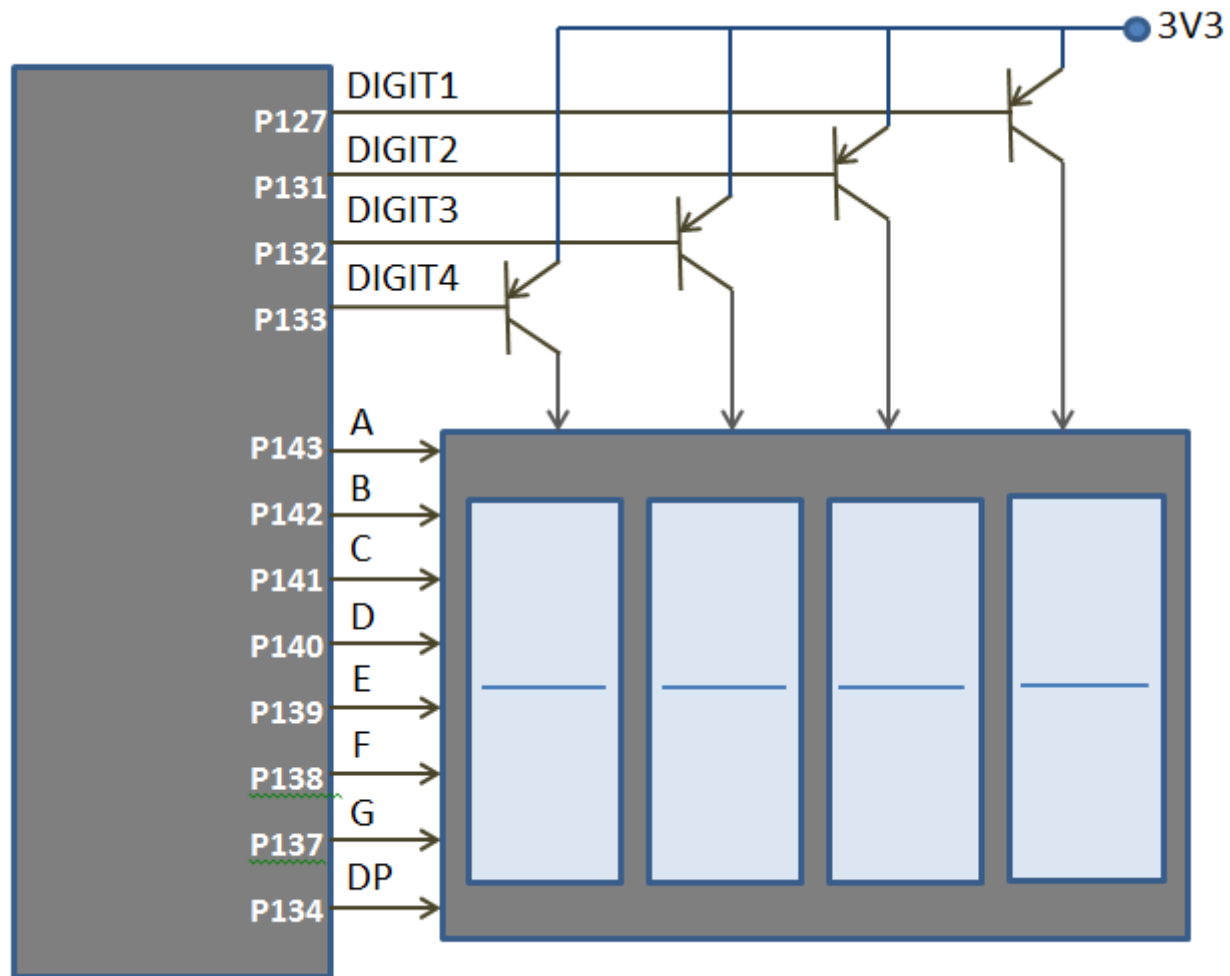 3V3
DIGIT1
P127
DIGIT2
P131
DIGIT3
P132
DIGIT4
P133
A
P143
B
P142
C
P141
D
P140
E
P139
F
P138
G
P137
DP
P134